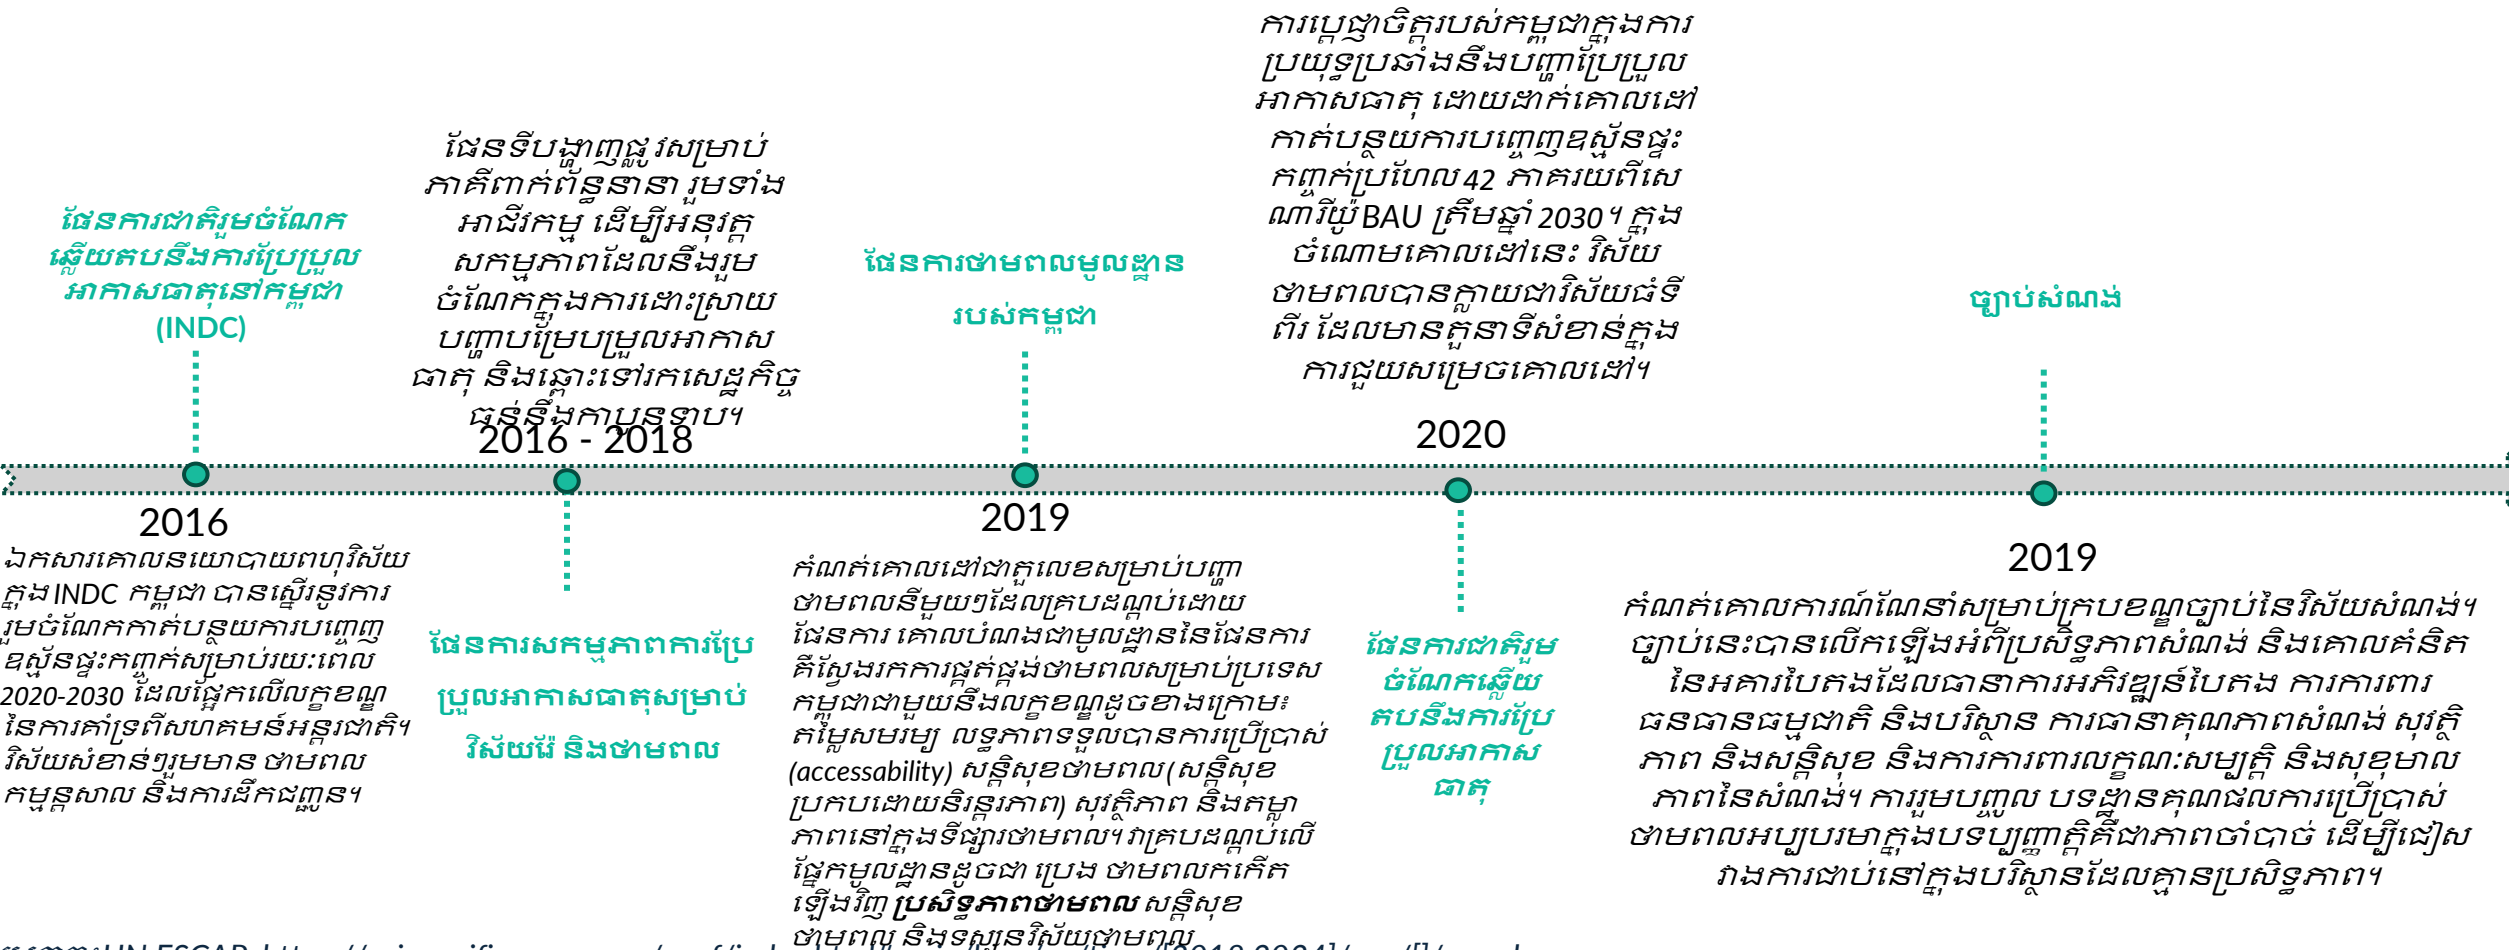 ផែនការជាតិរួមចំណែក
ឆ្លើយតបនឹងការប្រែប្រួល
អាកាសធាតុនៅកម្ពុជា
(INDC)
2016
ឯកសារគោលនយោបាយពហុវិស័យ
ក្នុង INDC កម្ពុជា បានស្នើរនូវការ
រួមចំណែកកាត់បន្ថយការបញ្ចេញ
ឧស្ម័នផ្ទះកញ្ចក់សម្រាប់រយៈពេល
2020-2030 ដែលផ្អែកលើលក្ខខណ្ឌ
នៃការគាំទ្រពីសហគមន៍អន្តរជាតិ។
វិស័យសំខាន់ៗរួមមាន ថាមពល
កម្មន្តសាល និងការដឹកជញ្ជូន។
ផែនទីបង្ហាញផ្លូវសម្រាប់
ភាគីពាក់ព័ន្ធនានា រួមទាំង
អាជីវកម្ម ដើម្បីអនុវត្ត
សកម្មភាពដែលនឹងរួម
ចំណែកក្នុងការដោះស្រាយ
បញ្ហាបម្រែបម្រួលអាកាស
ធាតុ និងឆ្ពោះទៅរកសេដ្ឋកិច្ច
ធន់នឹងកាបូនទាប។
2016 - 2018
ផែនការសកម្មភាពការប្រែ
ប្រួលអាកាសធាតុសម្រាប់
វិស័យរ៉ែ និងថាមពល
ផែនការថាមពលមូលដ្ឋាន
របស់កម្ពុជា
2019
កំណត់គោលដៅជាតួលេខសម្រាប់បញ្ហា
ថាមពលនីមួយៗដែលគ្របដណ្តប់ដោយ
ផែនការ គោលបំណងជាមូលដ្ឋាននៃផែនការ
គឺស្វែងរកការផ្គត់ផ្គង់ថាមពលសម្រាប់ប្រទេស
កម្ពុជាជាមួយនឹងលក្ខខណ្ឌដូចខាងក្រោម៖
តម្លៃសមរម្យ លទ្ធភាពទទួលបានការប្រើប្រាស់
(accessability) សន្តិសុខថាមពល (សន្តិសុខ
ប្រកបដោយនិរន្តរភាព) សុវត្ថិភាព និងតម្លា
ភាពនៅក្នុងទីផ្សារថាមពល។ វាគ្របដណ្តប់លើ
ផ្នែកមូលដ្ឋានដូចជា ប្រេង ថាមពលកកើត
ឡើងវិញ ប្រសិទ្ធភាពថាមពល សន្តិសុខ
ថាមពល និងទស្សនវិស័យថាមពល
ការប្តេជ្ញាចិត្តរបស់កម្ពុជាក្នុងការ
ប្រយុទ្ធប្រឆាំងនឹងបញ្ហាប្រែប្រួល
អាកាសធាតុ ដោយដាក់គោលដៅ
កាត់បន្ថយការបញ្ចេញឧស្ម័នផ្ទះ
កញ្ចក់ប្រហែល 42 ភាគរយពីសេ
ណារីយ៉ូ BAU ត្រឹមឆ្នាំ 2030។ ក្នុង
ចំណោមគោលដៅនេះ វិស័យ
ថាមពលបានក្លាយជាវិស័យធំទី
ពីរ ដែលមានតួនាទីសំខាន់ក្នុង
ការជួយសម្រេចគោលដៅ។
2020
ផែនការជាតិរួម
ចំណែកឆ្លើយ
តបនឹងការប្រែ
ប្រួលអាកាស
ធាតុ
ច្បាប់សំណង់
2019
កំណត់គោលការណ៍ណែនាំសម្រាប់ក្របខណ្ឌច្បាប់នៃវិស័យសំណង់។
ច្បាប់នេះបានលើកឡើងអំពីប្រសិទ្ធភាពសំណង់ និងគោលគំនិត
នៃអគារបៃតងដែលធានាការអភិវឌ្ឍន៍បៃតង ការការពារ
ធនធានធម្មជាតិ និងបរិស្ថាន ការធានាគុណភាពសំណង់ សុវត្ថិ
ភាព និងសន្តិសុខ និងការការពារលក្ខណៈសម្បត្តិ និងសុខុមាល
ភាពនៃសំណង់។ ការរួមបញ្ចូល បទដ្ឋានគុណផលការប្រើប្រាស់
ថាមពលអប្បបរមាក្នុងបទប្បញ្ញាត្តិគឺជាភាពចាំបាច់ ដើម្បីជៀស
វាងការជាប់នៅក្នុងបរិស្ថានដែលគ្មានប្រសិទ្ធភាព។
UN ESCAP